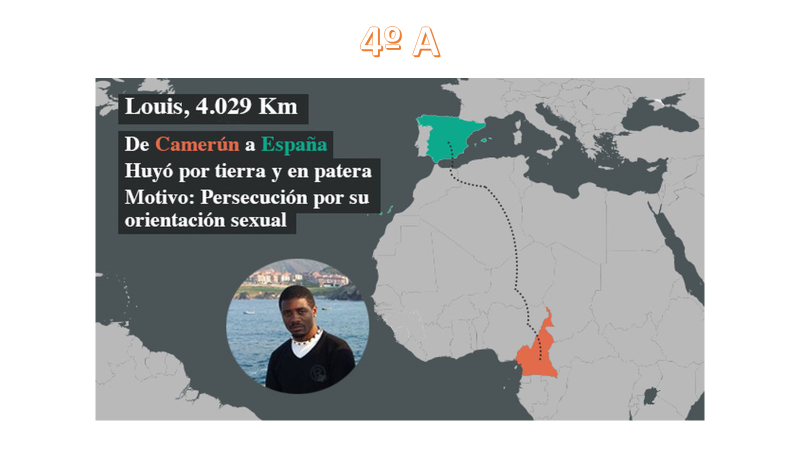 4º A
Louis, 4.029 Km
De Camerún a España
Huyó por tierra y en patera
Motivo: Persecución por su
orientación sexual